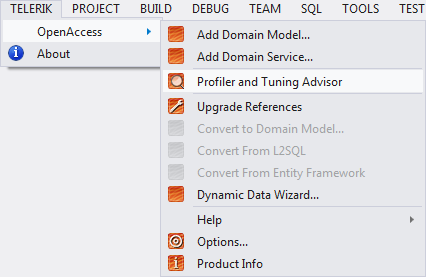 TELERIK PROJECT BUILD DEBUG TEAM SQL TOOLS TEST
OpenAccess
About
Add Domain Model...
Add Domain Service...
Profiler and Tuning Advisor
Upgrade References
Convert to Domain Model...
Convert From L2SQL
Convert From Entity Framework
Dynamic Data Wizard...
Help
Options...
Product Info